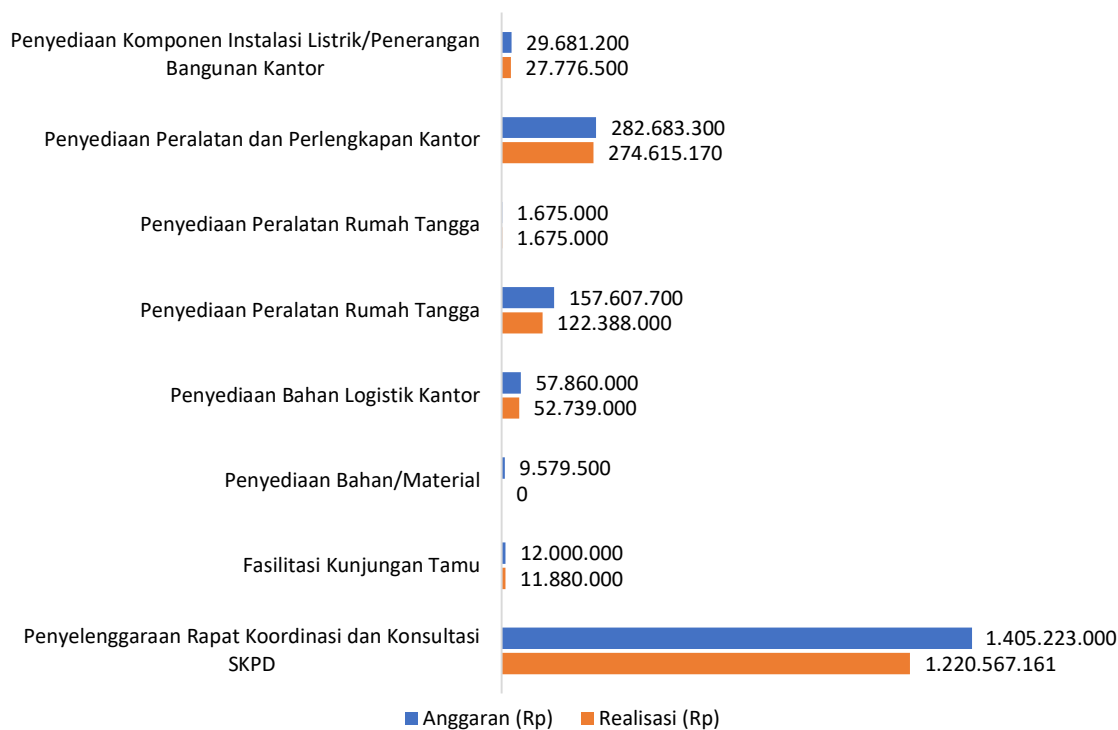 Penyediaan Komponen Instalasi Listrik/Penerangan
Bangunan Kantor
29.681.200
27.776.500
Penyediaan Peralatan dan Perlengkapan Kantor
282.683.300
274.615.170
Penyediaan Peralatan Rumah Tangga
1.675.000
1.675.000
Penyediaan Peralatan Rumah Tangga
157.607.700
122.388.000
Penyediaan Bahan Logistik Kantor
57.860.000
52.739.000
Penyediaan Bahan/Material
9.579.500
0
Fasilitasi Kunjungan Tamu
12.000.000
11.880.000
Penyelenggaraan Rapat Koordinasi dan Konsultasi
SKPD
1.405.223.000
1.220.567.161
Anggaran (Rp) Realisasi (Rp)